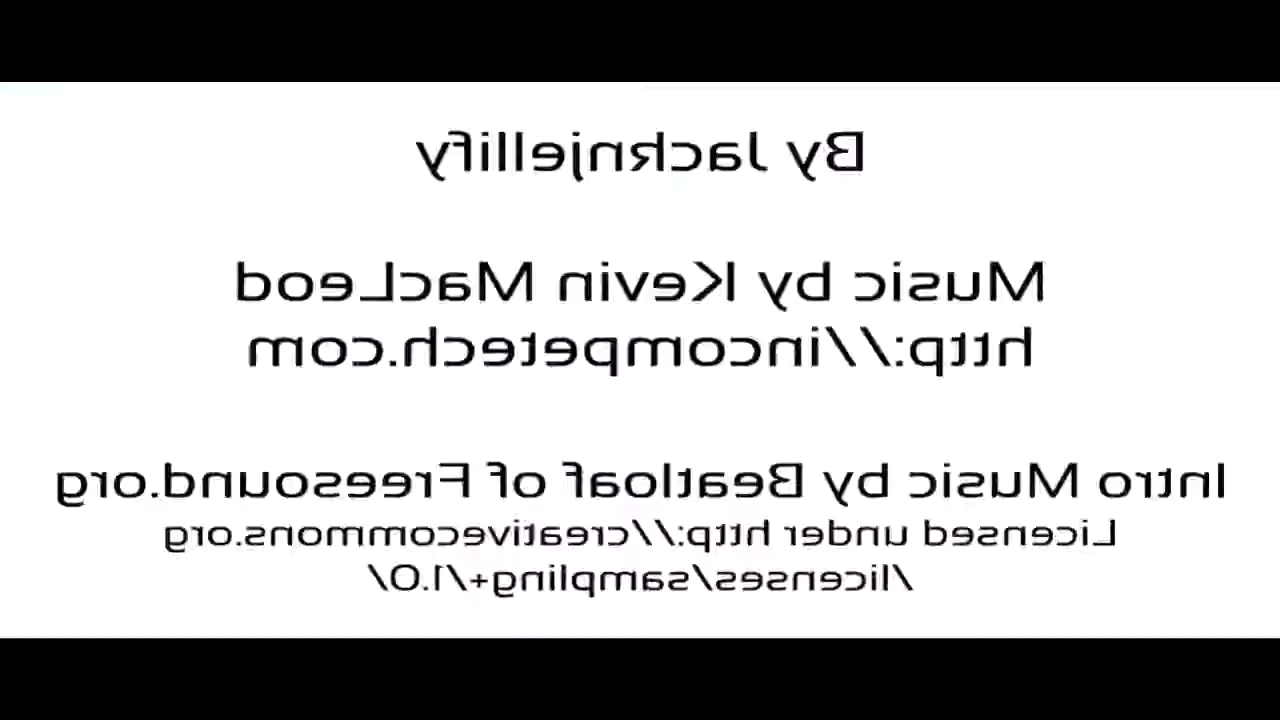 By Jacknjellify
Music by Kevin MacLeod
http://incompetech.com
Intro Music by Beatloaf of Freesound.org
Licensed under http://creativecommons.org
/licenses/sampling+/1.0/